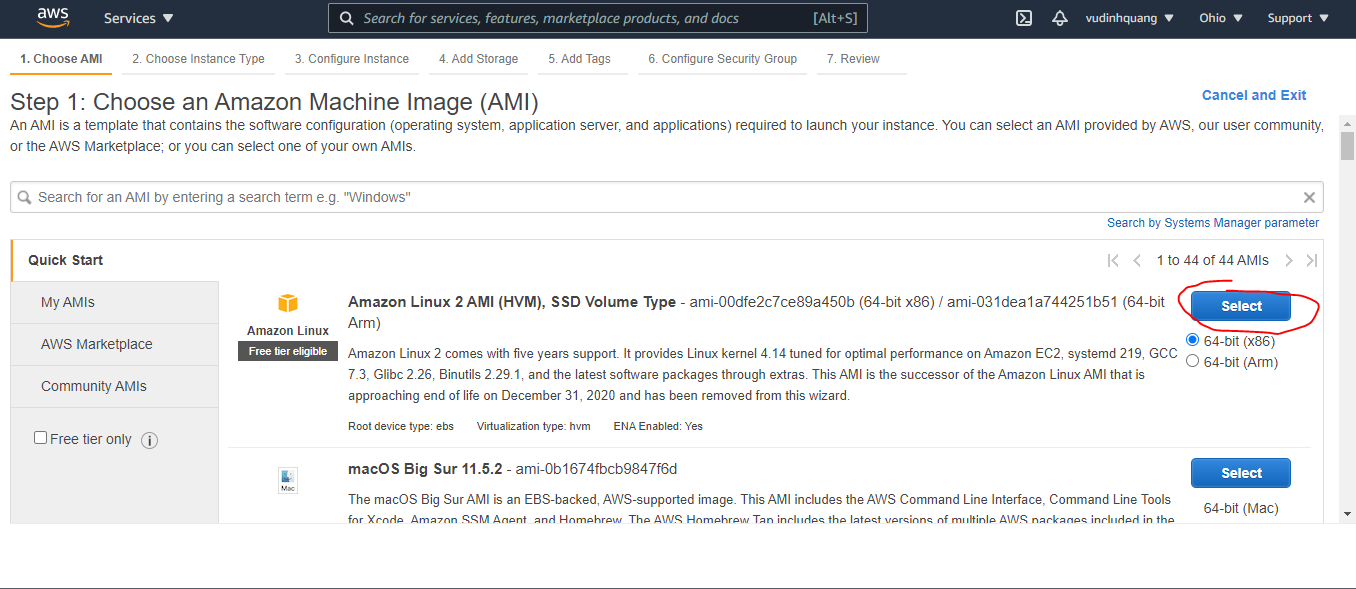 aws Services Search for services, features, marketplace products, and docs [Alt+S] vudinhquang Ohio Support
1. Choose AMI 2. Choose Instance Type 3. Configure Instance 4. Add Storage 5. Add Tags 6. Configure Security Group 7. Review
Step 1: Choose an Amazon Machine Image (AMI)
Cancel and Exit
An AMI is a template that contains the software configuration (operating system, application server, and applications) required to launch your instance. You can select an AMI provided by AWS, our user community,
or the AWS Marketplace; or you can select one of your own AMIs.
Search for an AMI by entering a search term e.g. "Windows"
Search by Systems Manager parameter
Quick Start
1 to 44 of 44 AMIs
My AMIs
AWS Marketplace
Community AMIs
Free tier only
Amazon Linux
Free tier eligible
Amazon Linux 2 AMI (HVM), SSD Volume Type - ami-00dfe2c7ce89a450b (64-bit x86) / ami-031dea1a744251b51 (64-bit
Arm)
Amazon Linux 2 comes with five years support. It provides Linux kernel 4.14 tuned for optimal performance on Amazon EC2, systemd 219, GCC
7.3, Glibc 2.26, Binutils 2.29.1, and the latest software packages through extras. This AMI is the successor of the Amazon Linux AMI that is
approaching end of life on December 31, 2020 and has been removed from this wizard.
Root device type: ebs Virtualization type: hvm ENA Enabled: Yes
Select
64-bit (x86)
64-bit (Arm)
Mac
macOS Big Sur 11.5.2 - ami-0b1674fbcb9847f6d
The macOS Big Sur AMI is an EBS-backed, AWS-supported image. This AMI includes the AWS Command Line Interface, Command Line Tools
for Xcode, Amazon SSM Agent, and Homebrew. The AWS Homebrew Tap includes the latest versions of multiple AWS packages included in the
Select
64-bit (Mac)